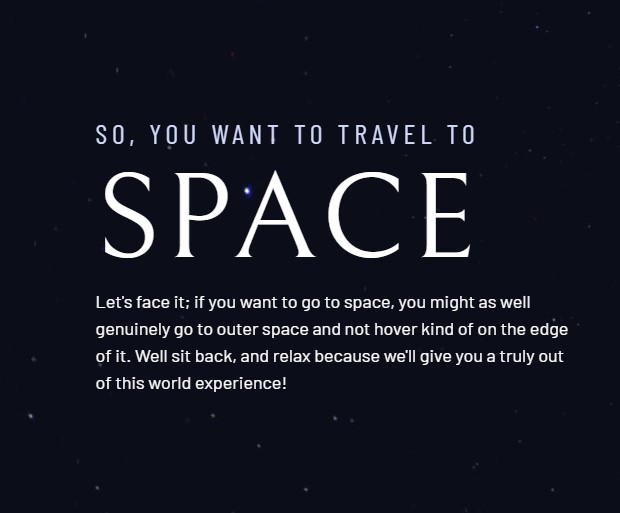 SO, YOU WANT TO TRAVEL TO
SPACE
Let's face it; if you want to go to space, you might as well
genuinely go to outer space and not hover kind of on the edge
of it. Well sit back, and relax because we'll give you a truly out
of this world experience!